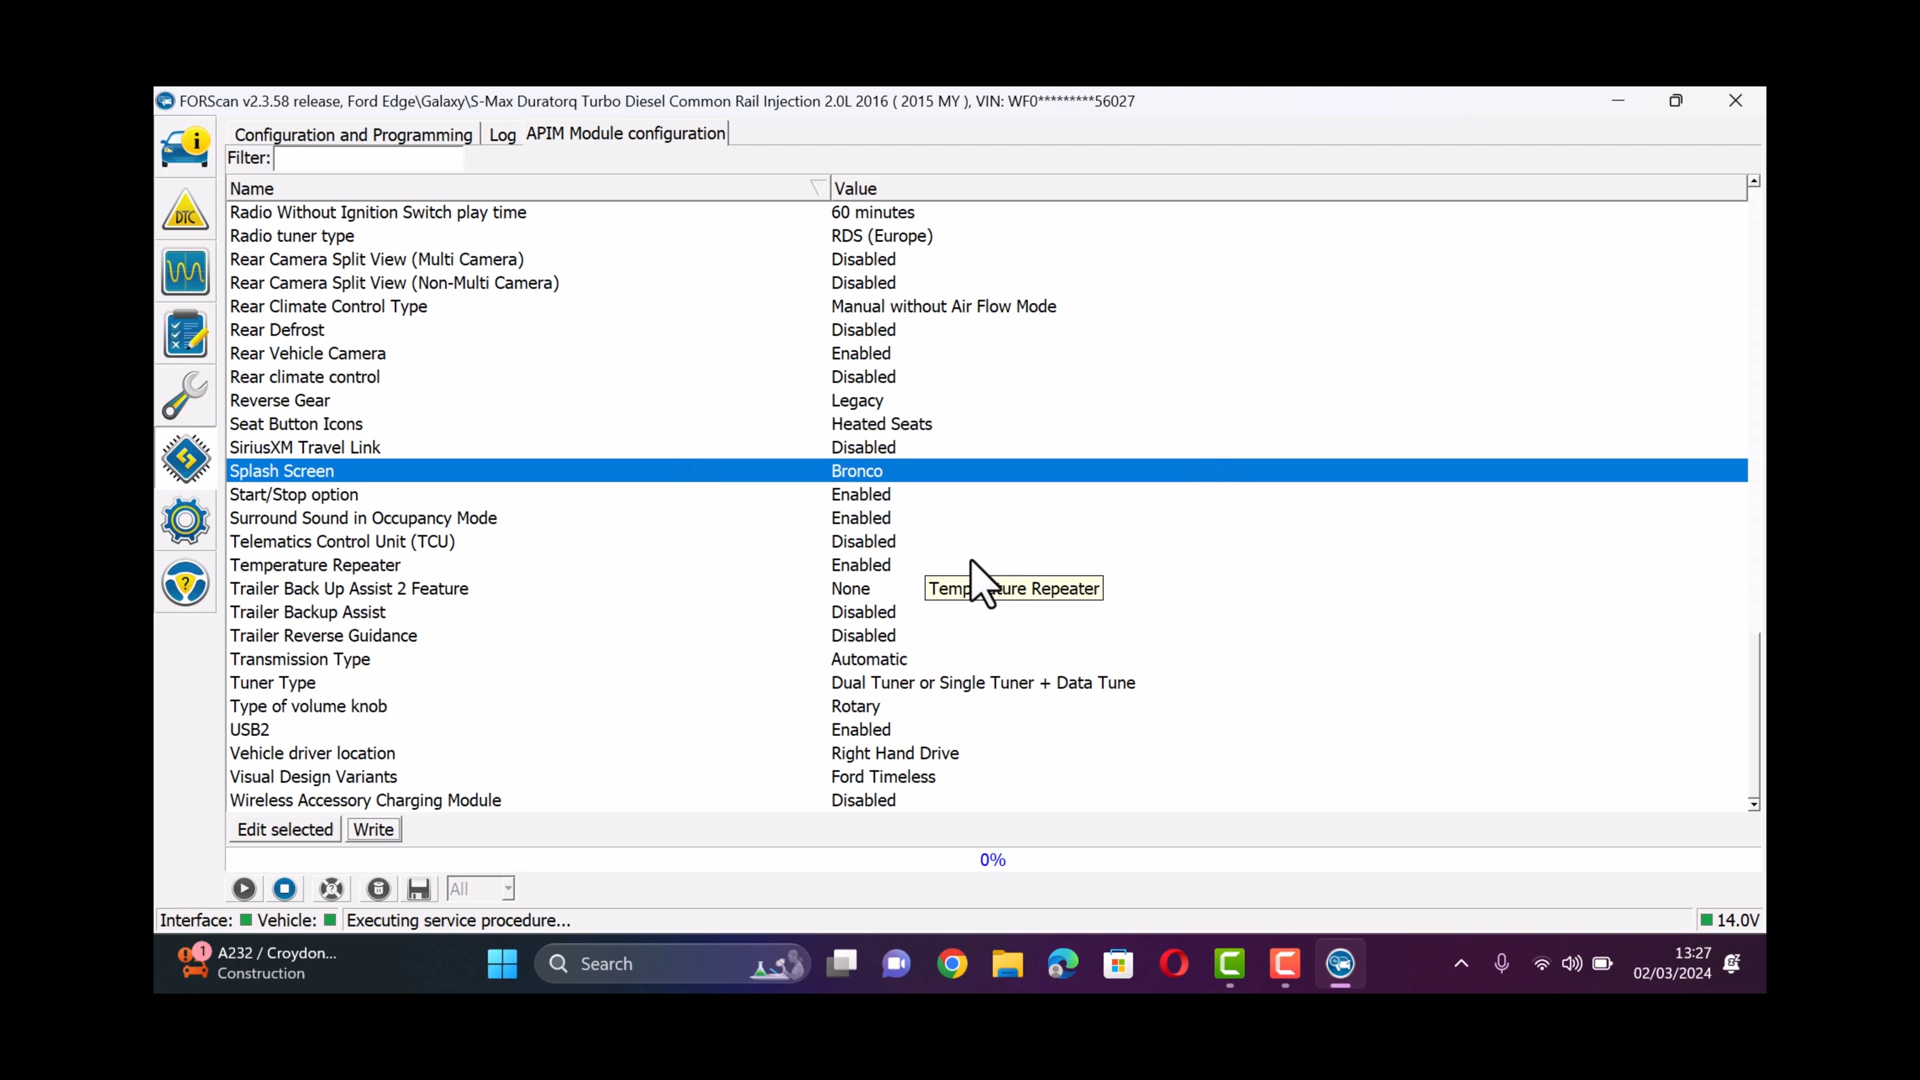 FORScan v2.3.58 release, Ford Edge\Galaxy\S-Max Duratorq Turbo Diesel Common Rail Injection 2.0L 2016 ( 2015 MY ), VIN: WF0*********56027
Configuration and Programming Log APIM Module configuration
Filter:
Name Value
Radio Without Ignition Switch play time 60 minutes
Radio tuner type RDS (Europe)
Rear Camera Split View (Multi Camera) Disabled
Rear Camera Split View (Non-Multi Camera) Disabled
Rear Climate Control Type Manual without Air Flow Mode
Rear Defrost Disabled
Rear Vehicle Camera Enabled
Rear climate control Disabled
Reverse Gear Legacy
Seat Button Icons Heated Seats
SiriusXM Travel Link Disabled
Splash Screen Bronco
Start/Stop option Enabled
Surround Sound in Occupancy Mode Enabled
Telematics Control Unit (TCU) Disabled
Temperature Repeater Enabled
Trailer Back Up Assist 2 Feature None Temperature Repeater
Trailer Backup Assist Disabled
Trailer Reverse Guidance Disabled
Transmission Type Automatic
Tuner Type Dual Tuner or Single Tuner + Data Tune
Type of volume knob Rotary
USB2 Enabled
Vehicle driver location Right Hand Drive
Visual Design Variants Ford Timeless
Wireless Accessory Charging Module Disabled
Edit selected Write
0%
All
Interface: Vehicle: Executing service procedure... 14.0V
1 A232 / Croydon...
Construction
Search
13:27
02/03/2024
DTC